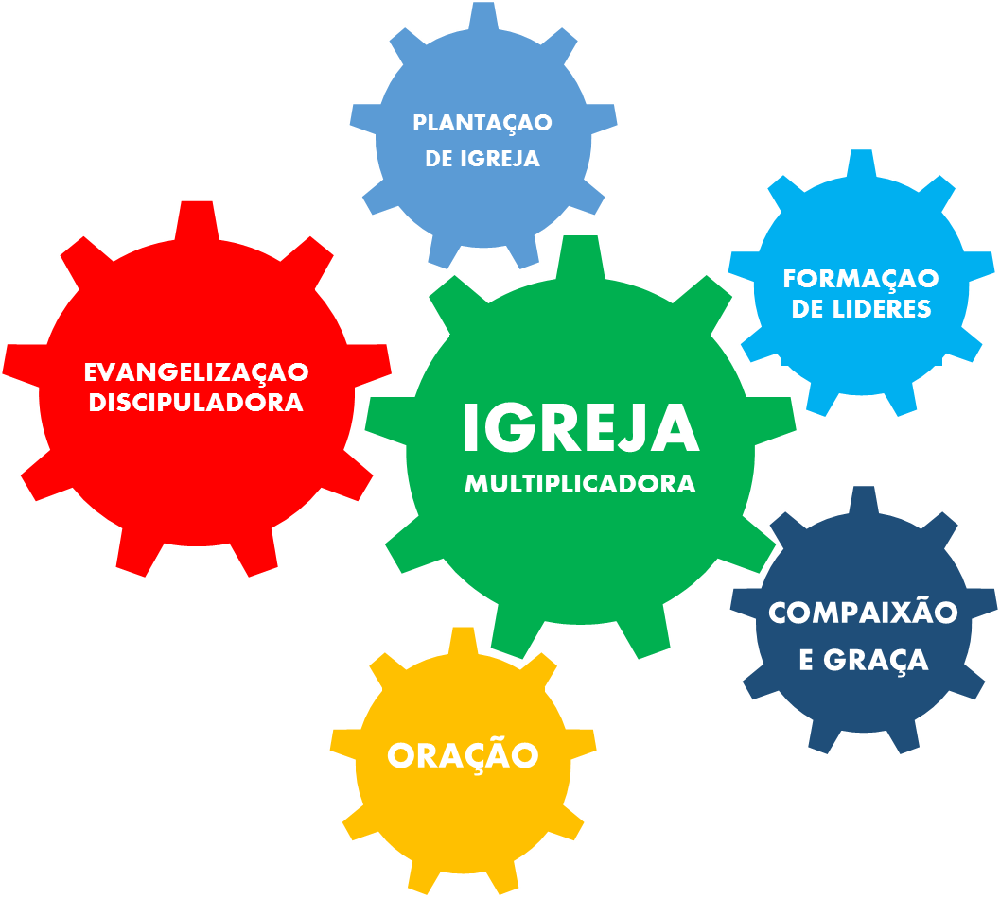 PLANTAÇAO
DE IGREJA
FORMAÇAO
DE LIDERES
EVANGELIZAÇAO
DISCIPULADORA
IGREJA
MULTIPLICADORA
COMPAIXÃO
E GRAÇA
ORAÇÃO